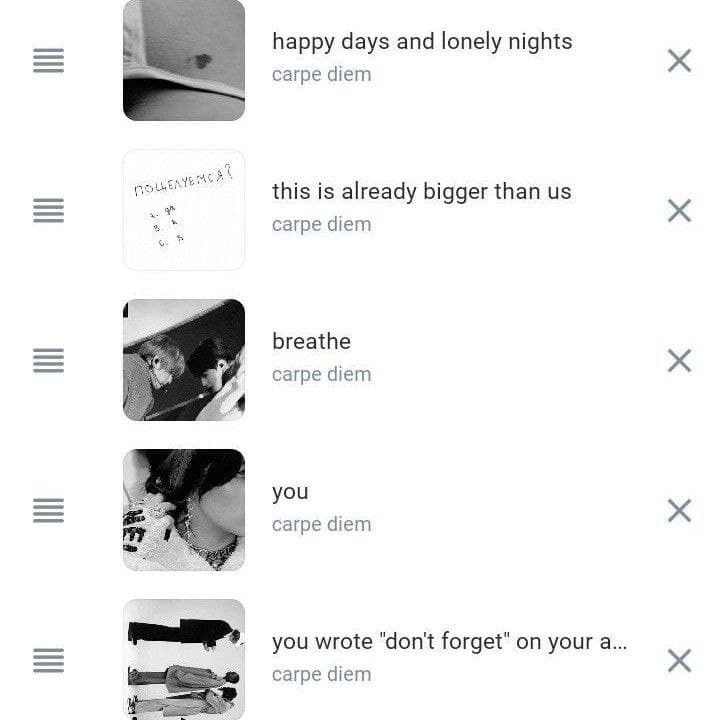 happy days and lonely nights
carpe diem
ПОЦЕЛУЕМСЯ?
this is already bigger than us
carpe diem
breathe
carpe diem
you
carpe diem
you wrote "don't forget" on your a...
carpe diem